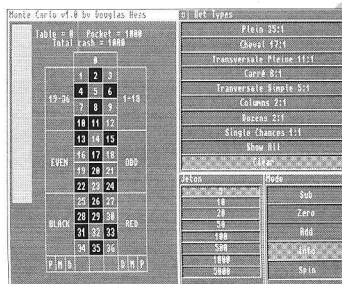 Monte Carlo v1.0 by Douglas Hess
Table = 0 Pocket = 1000
Total cash = 1000
0
1 2 3
4 5 6
19-36 1-18
7 8 9
10 11 12
13 14 15
EVEN 16 17 18 ODD
19 20 21
22 23 24
25 26 27
BLACK 28 29 30 RED
31 32 33
34 35 36
P M D D M P
Bet Types
Plein 35:1
Cheval 17:1
Transversale Pleine 11:1
Carré 8:1
Tranversale Simple 5:1
Columns 2:1
Dozens 2:1
Single Chances 1:1
Show All
Clear
Jeton
5
10
20
50
100
500
1000
5000
Mode
Sub
Zero
Add
Info
Spin